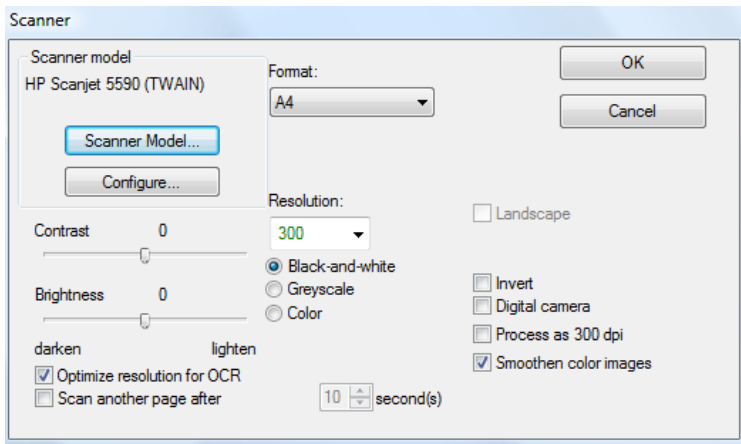 Scanner
Scanner model
HP Scanjet 5590 (TWAIN)
Scanner Model...
Configure...
Format:
A4
OK
Cancel
Contrast 0
Brightness 0
darken lighten
Resolution:
300
Black-and-white
Greyscale
Color
Landscape
Invert
Digital camera
Process as 300 dpi
Smoothen color images
Optimize resolution for OCR
Scan another page after 10 second(s)